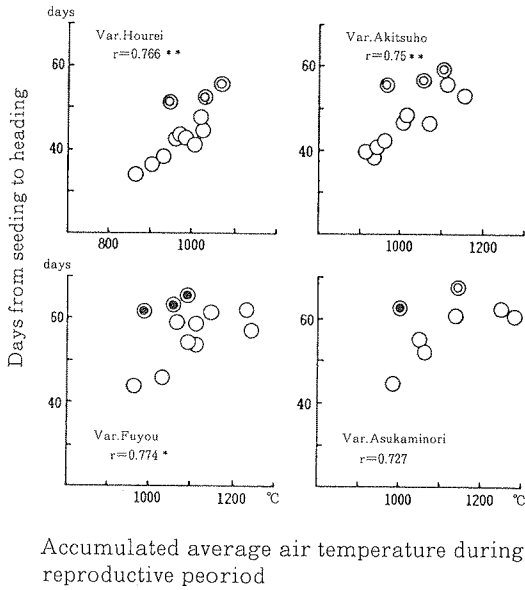 days
Var.Hourei
r=0.766 **
60
40
800 1000
Var.Akitsuho
r=0.75 **
60
40
1000 1200
Days from seeding to heading
days
60
40
Var.Fuyou
r=0.774 *
1000 1200 ℃
60
40
Var.Asukaminori
r=0.727
1000 1200 ℃
Accumulated average air temperature during
reproductive peoriod